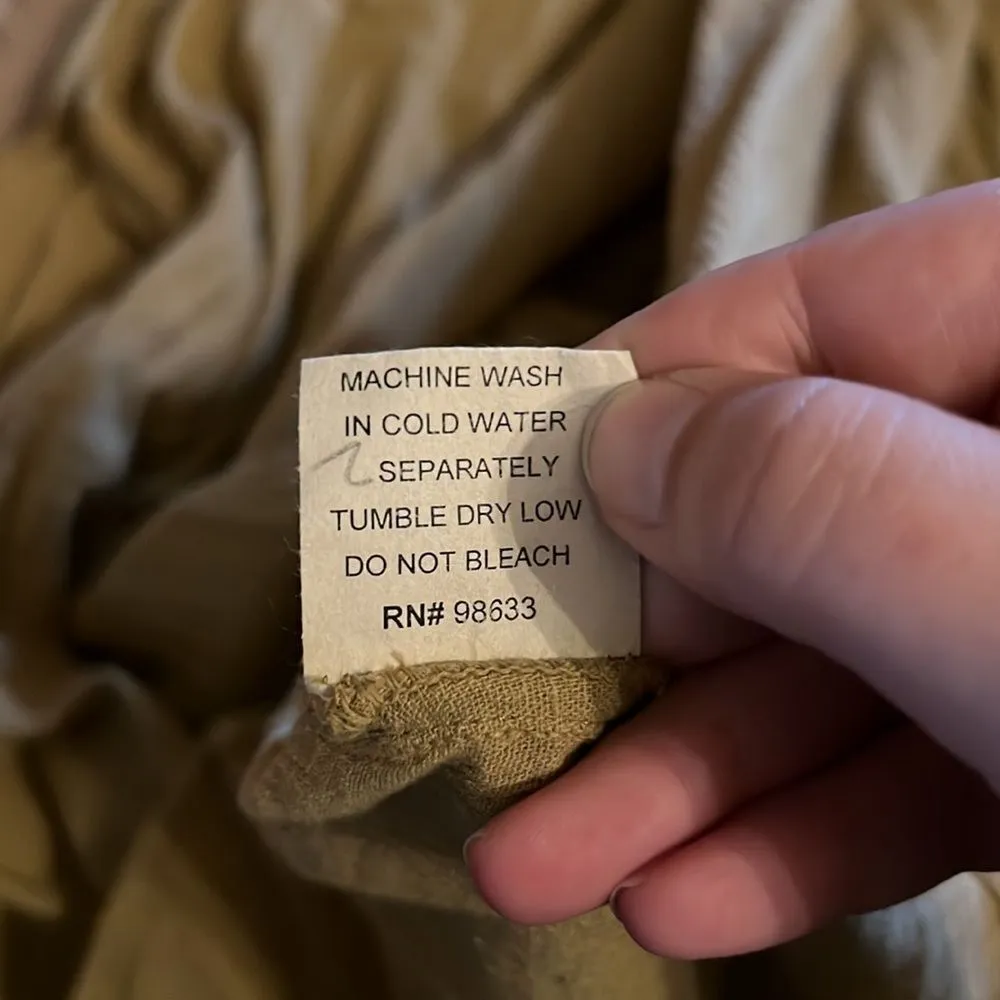 MACHINE WASH
IN COLD WATER
SEPARATELY
TUMBLE DRY LOW
DO NOT BLEACH
RN# 98633